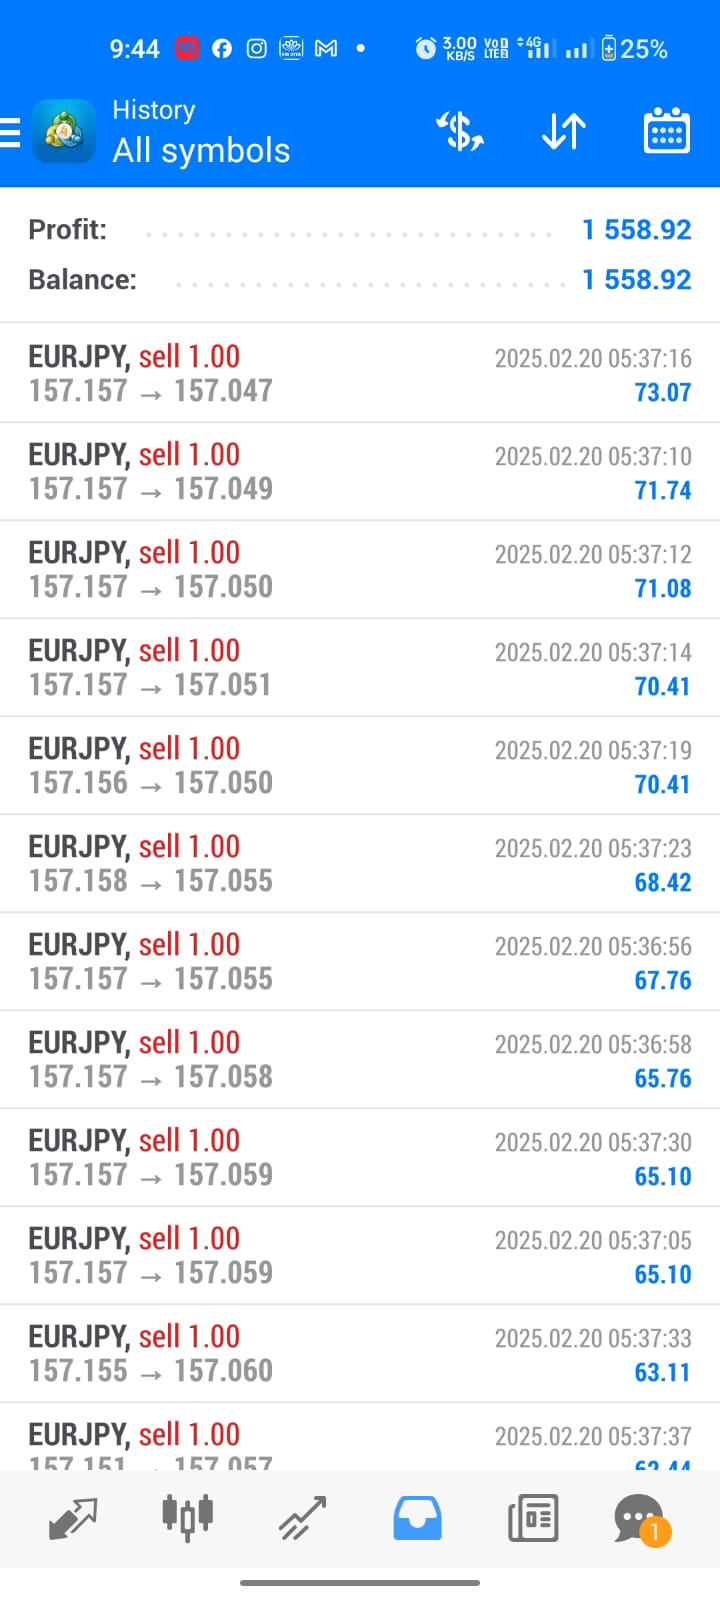 9:44
3.00 KB/S VoD LTE2 4G 25%
History
All symbols
Profit: 1 558.92
Balance: 1 558.92
EURJPY, sell 1.00 2025.02.20 05:37:16
157.157 → 157.047 73.07
EURJPY, sell 1.00 2025.02.20 05:37:10
157.157 → 157.049 71.74
EURJPY, sell 1.00 2025.02.20 05:37:12
157.157 → 157.050 71.08
EURJPY, sell 1.00 2025.02.20 05:37:14
157.157 → 157.051 70.41
EURJPY, sell 1.00 2025.02.20 05:37:19
157.156 → 157.050 70.41
EURJPY, sell 1.00 2025.02.20 05:37:23
157.158 → 157.055 68.42
EURJPY, sell 1.00 2025.02.20 05:36:56
157.157 → 157.055 67.76
EURJPY, sell 1.00 2025.02.20 05:36:58
157.157 → 157.058 65.76
EURJPY, sell 1.00 2025.02.20 05:37:30
157.157 → 157.059 65.10
EURJPY, sell 1.00 2025.02.20 05:37:05
157.157 → 157.059 65.10
EURJPY, sell 1.00 2025.02.20 05:37:33
157.155 → 157.060 63.11
EURJPY, sell 1.00 2025.02.20 05:37:37
157.151 → 157.057 62.44
1